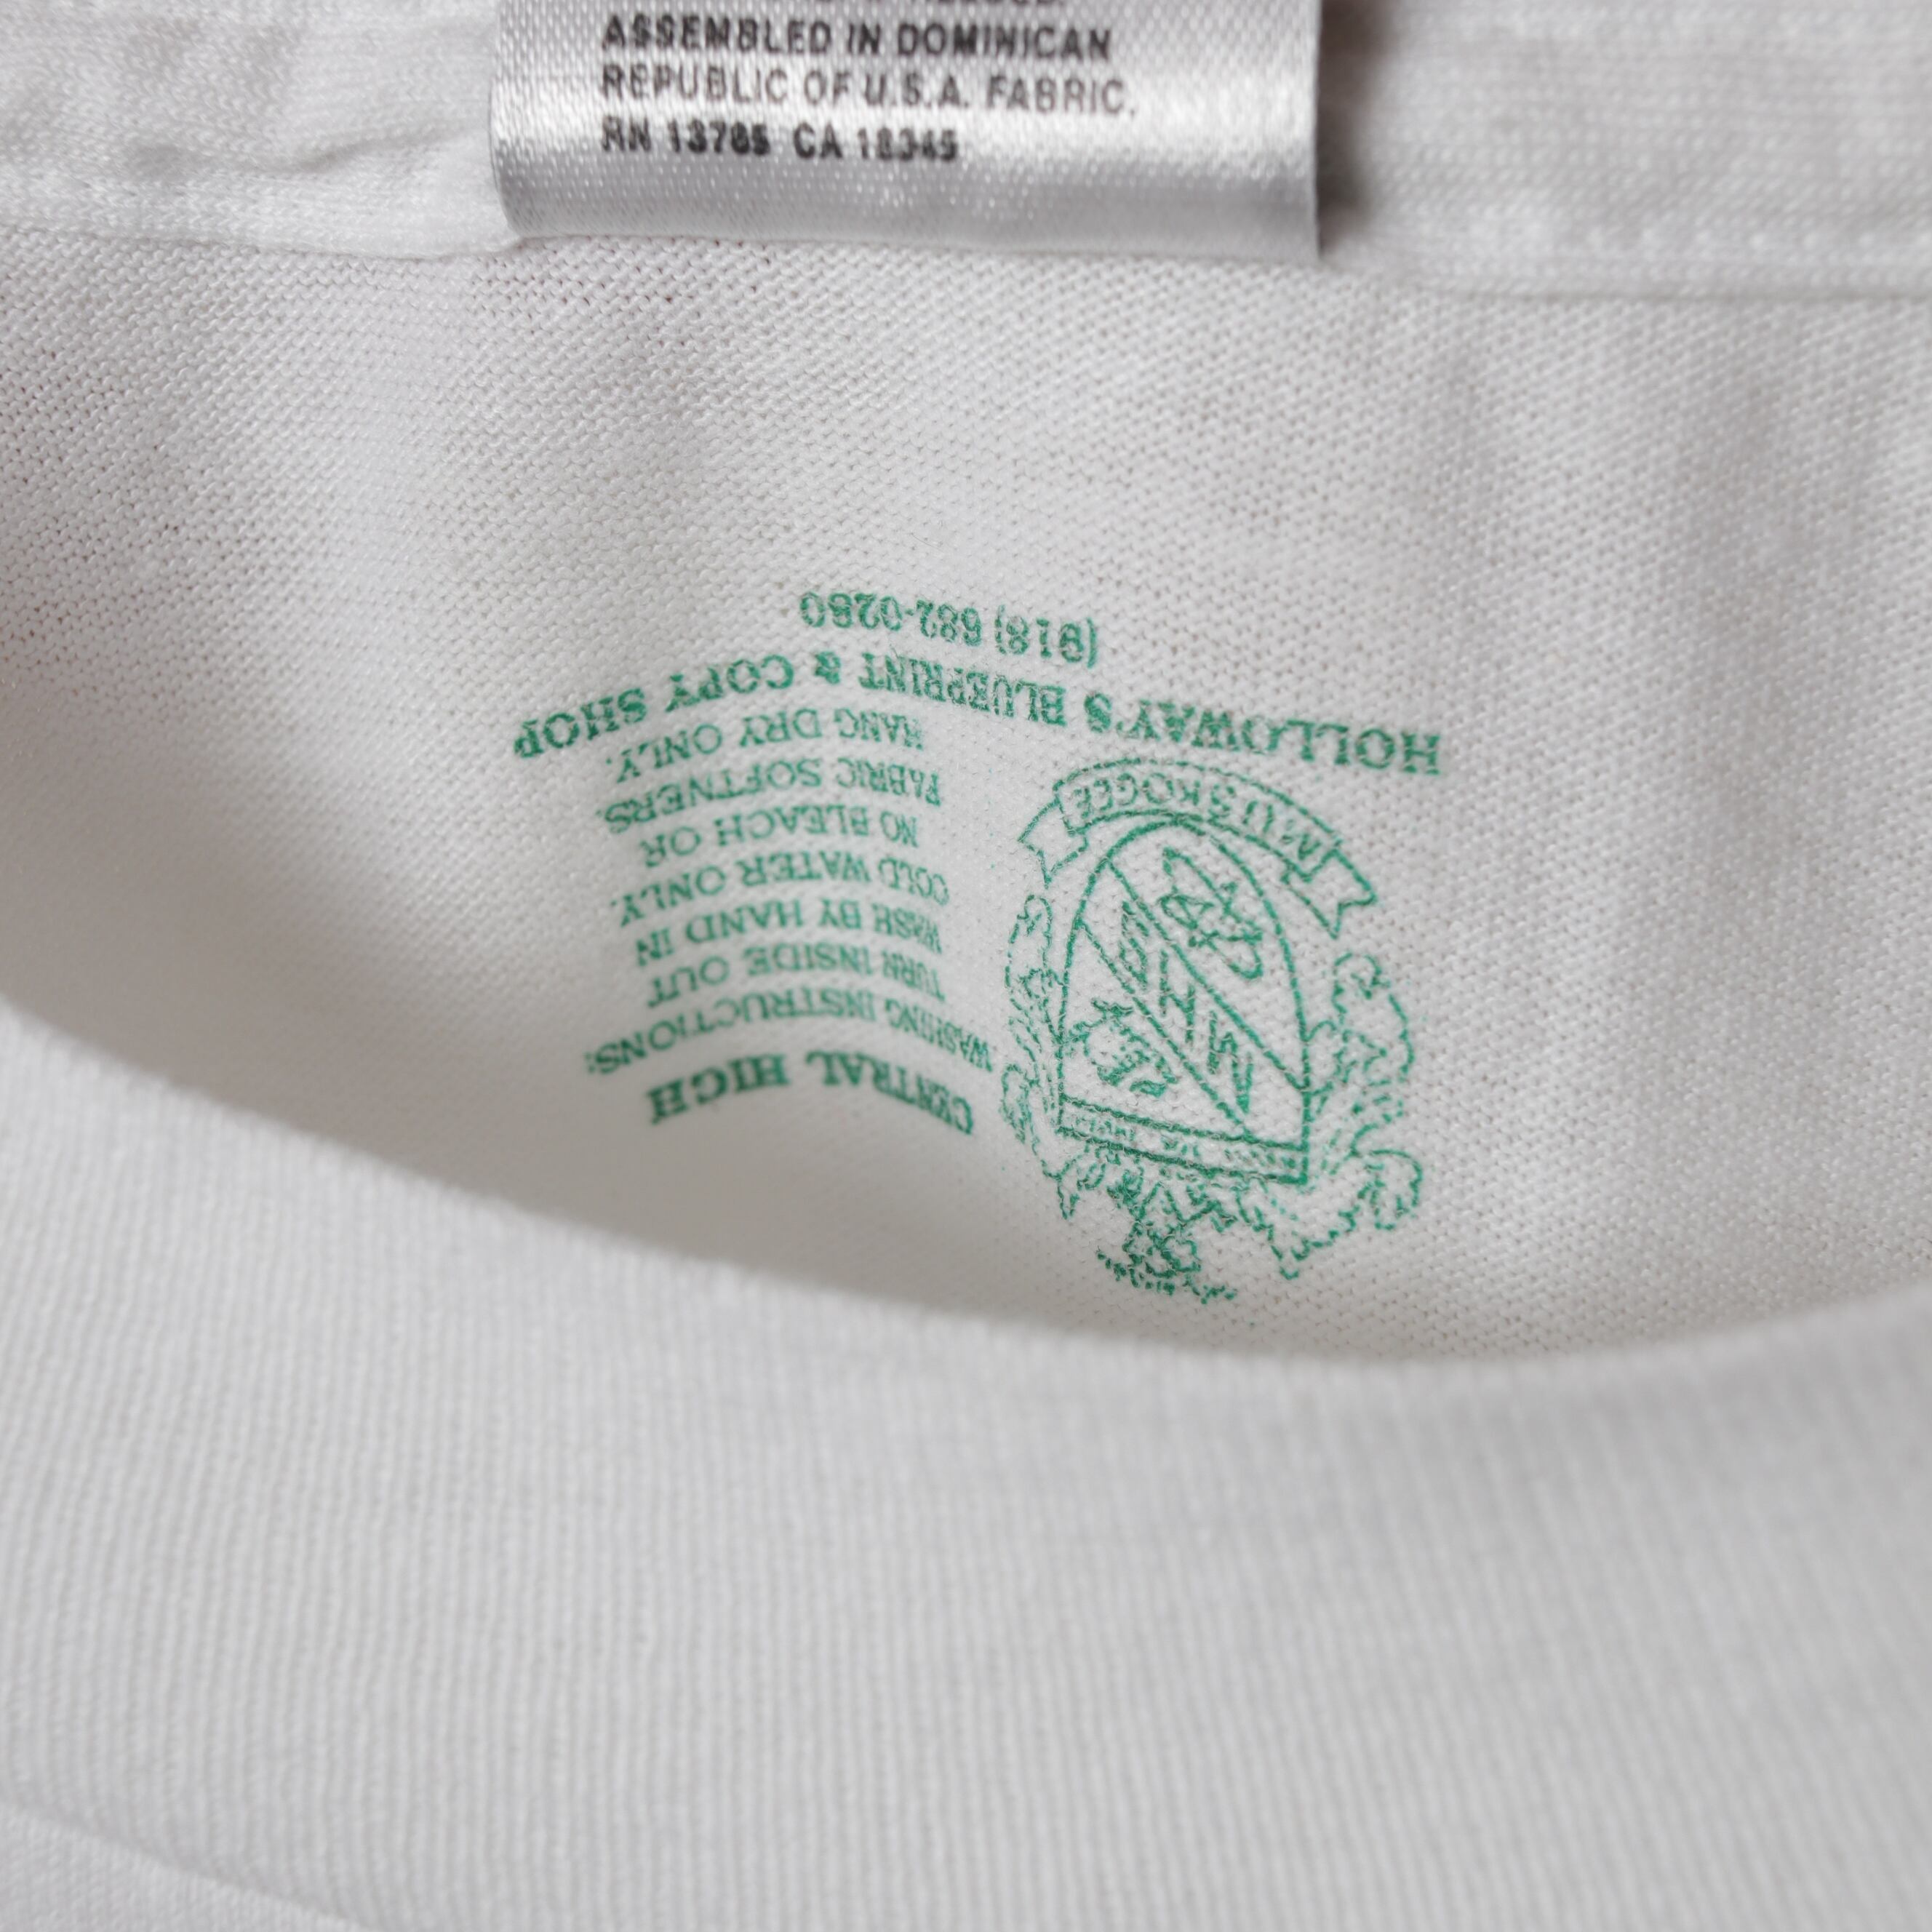 ASSEMBLED IN DOMINICAN
REPUBLIC OF U.S.A. FABRIC.
RN 13765 CA 18345
CENTRAL HIGH
WASHING INSTRUCTIONS:
TURN INSIDE OUT
WASH BY HAND IN
COLD WATER ONLY.
NO BLEACH OR
FABRIC SOFTNERS.
HANG DRY ONLY.
MUSKOGEE
HOLLOWAY'S BLUEPRINT & COPY SHOP
(918) 682-0280